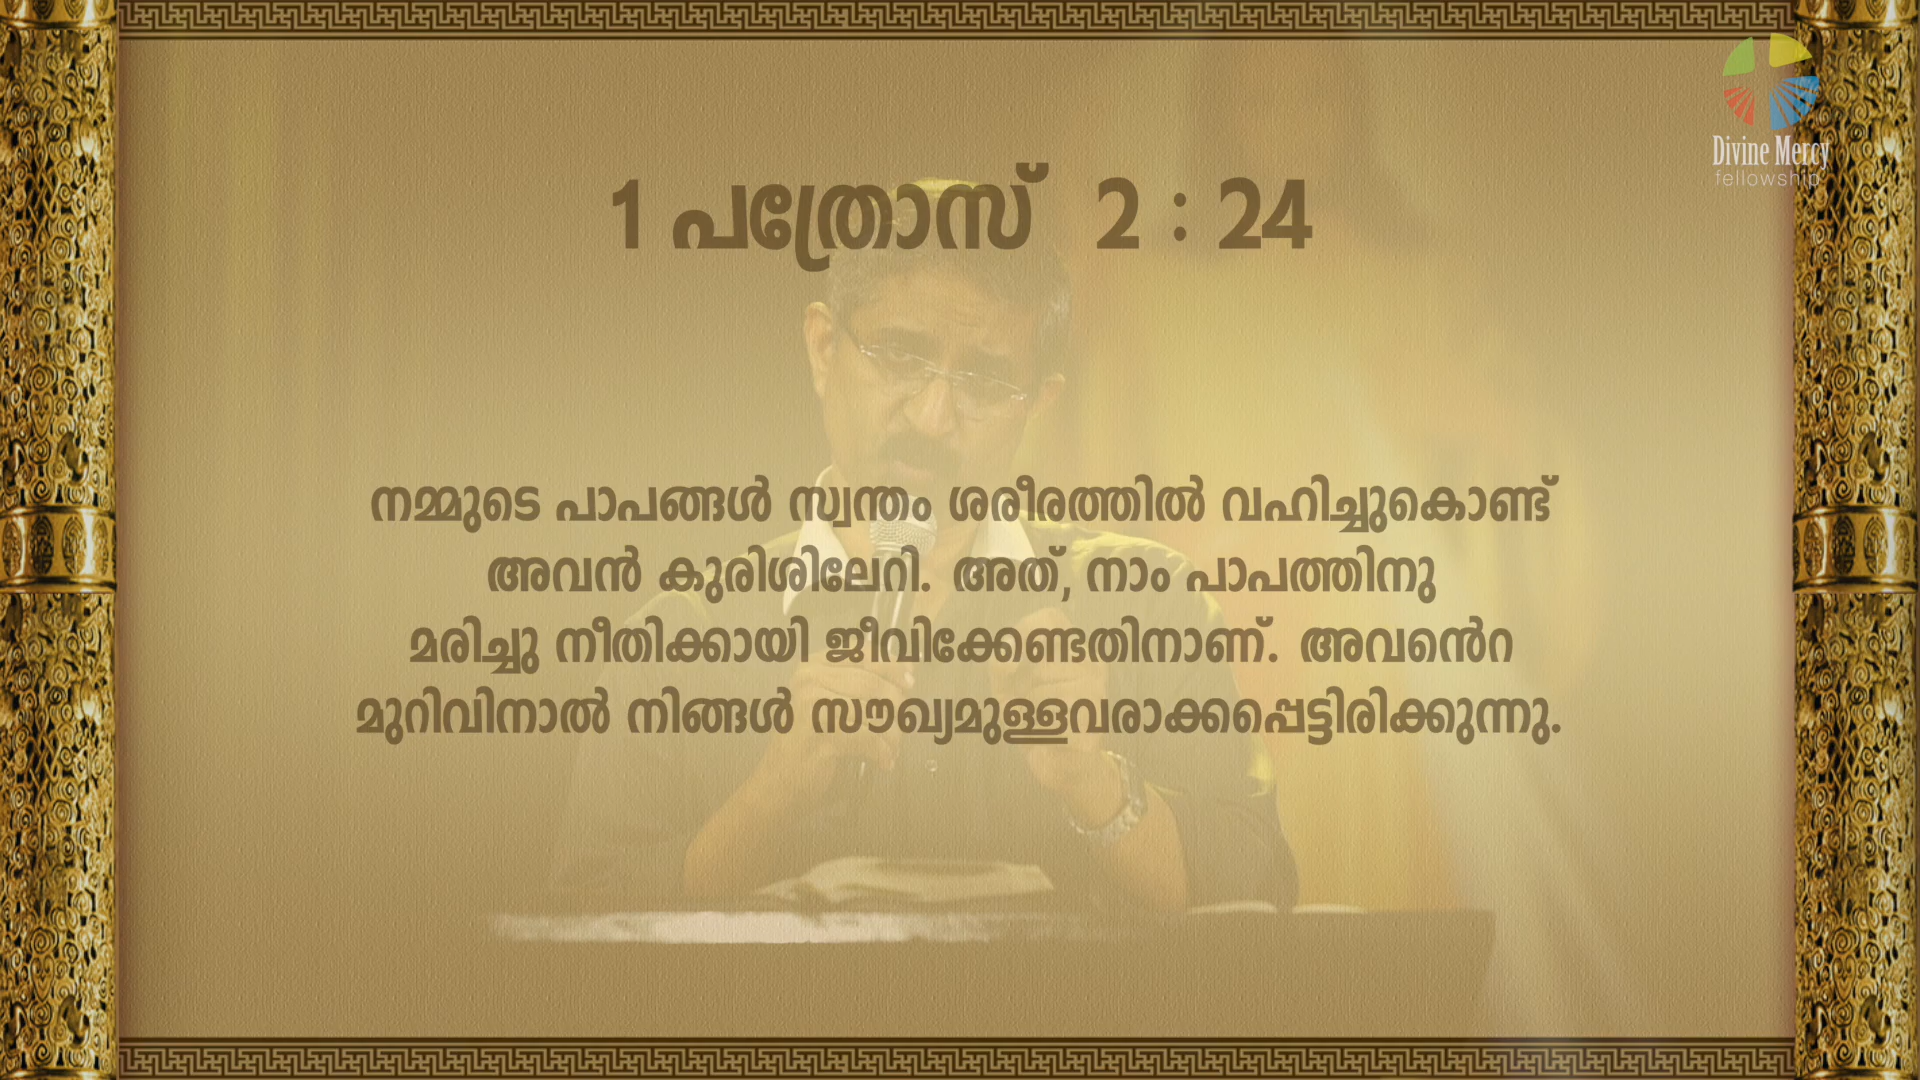 Divine Mercy
fellowship
1 പത്രോസ് 2 : 24
നമ്മുടെ പാപങ്ങൾ സ്വന്തം ശരീരത്തിൽ വഹിച്ചുകൊണ്ട്
അവൻ കുരിശിലേറി. അത്, നാം പാപത്തിനു
മരിച്ചു നീതിക്കായി ജീവിക്കേണ്ടതിനാണ്. അവൻെറ
മുറിവിനാൽ നിങ്ങൾ സൗഖ്യമുള്ളവരാക്കപ്പെട്ടിരിക്കുന്നു.